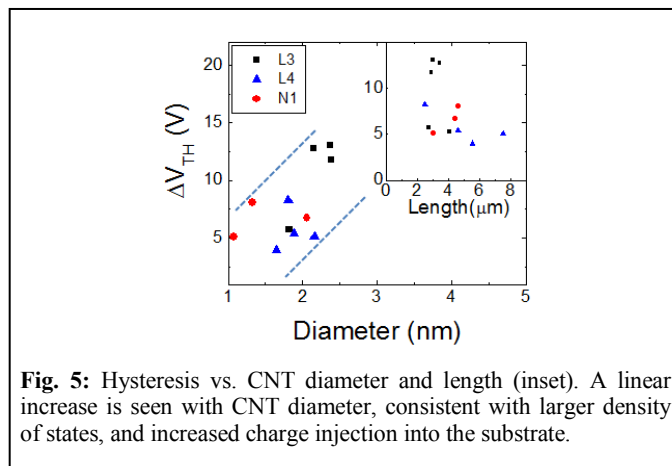 20
15
10
5
ΔV_TH (V)
L3
L4
N1
10
5
0
0 2 4 6 8
Length(μm)
1 2 3 4 5
Diameter (nm)
Fig. 5: Hysteresis vs. CNT diameter and length (inset). A linear
increase is seen with CNT diameter, consistent with larger density
of states, and increased charge injection into the substrate.